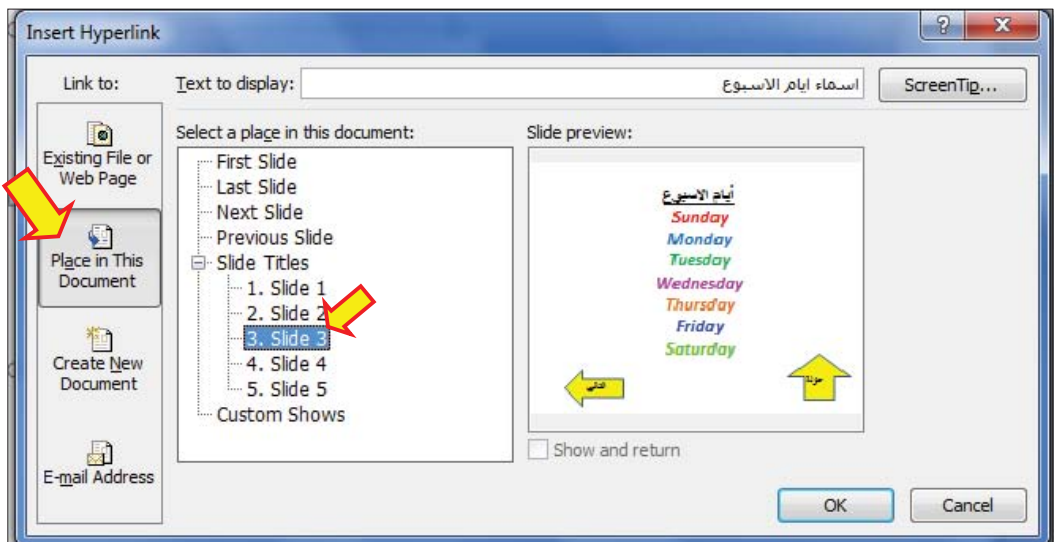 Insert Hyperlink
Link to:
Text to display:
اسماء ايام الاسبوع
ScreenTip...
Existing File or
Web Page
Place in This
Document
Create New
Document
E-mail Address
Select a place in this document:
First Slide
Last Slide
Next Slide
Previous Slide
Slide Titles
1. Slide 1
2. Slide 2
3. Slide 3
4. Slide 4
5. Slide 5
Custom Shows
Slide preview:
أيام الاسبوع
Sunday
Monday
Tuesday
Wednesday
Thursday
Friday
Saturday
التالي
Show and return
OK
Cancel